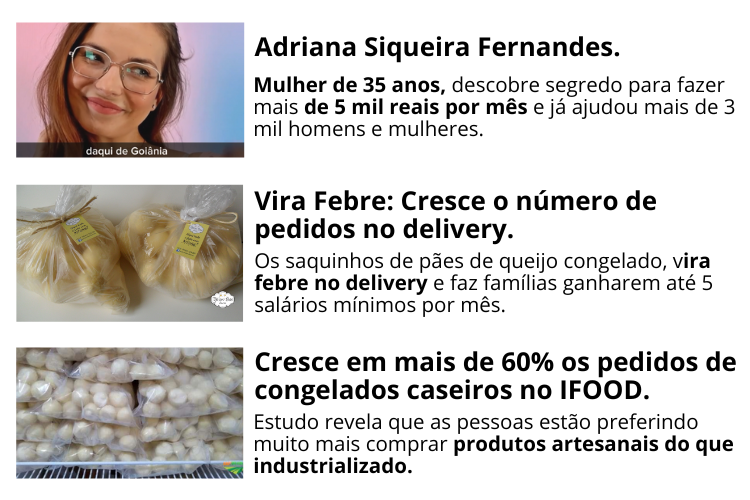 Adriana Siqueira Fernandes.
Mulher de 35 anos, descobre segredo para fazer
mais de 5 mil reais por mês e já ajudou mais de 3
mil homens e mulheres.
daqui de Goiânia
Vira Febre: Cresce o número de
pedidos no delivery.
Os saquinhos de pães de queijo congelado, vira
febre no delivery e faz famílias ganharem até 5
salários mínimos por mês.
Cresce em mais de 60% os pedidos de
congelados caseiros no IFOOD.
Estudo revela que as pessoas estão preferindo
muito mais comprar produtos artesanais do que
industrializado.